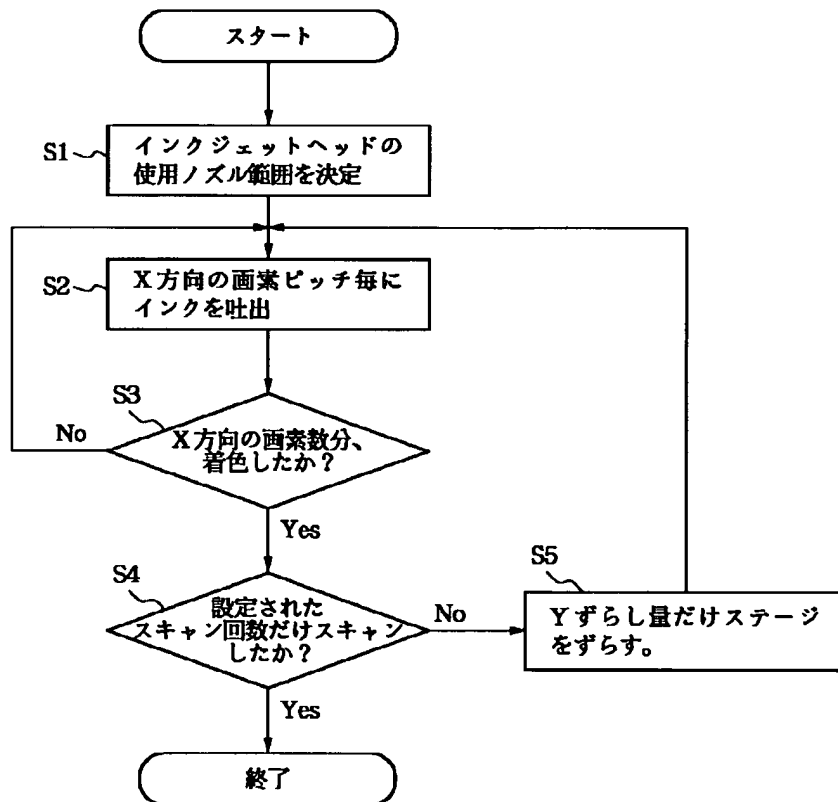 スタート
S1
インクジェットヘッドの
使用ノズル範囲を決定
S2
X方向の画素ピッチ毎に
インクを吐出
S3
No
X方向の画素数分、
着色したか？
Yes
S4
設定された
スキャン回数だけスキャン
したか？
No
S5
Yずらし量だけステージ
をずらす。
Yes
終了